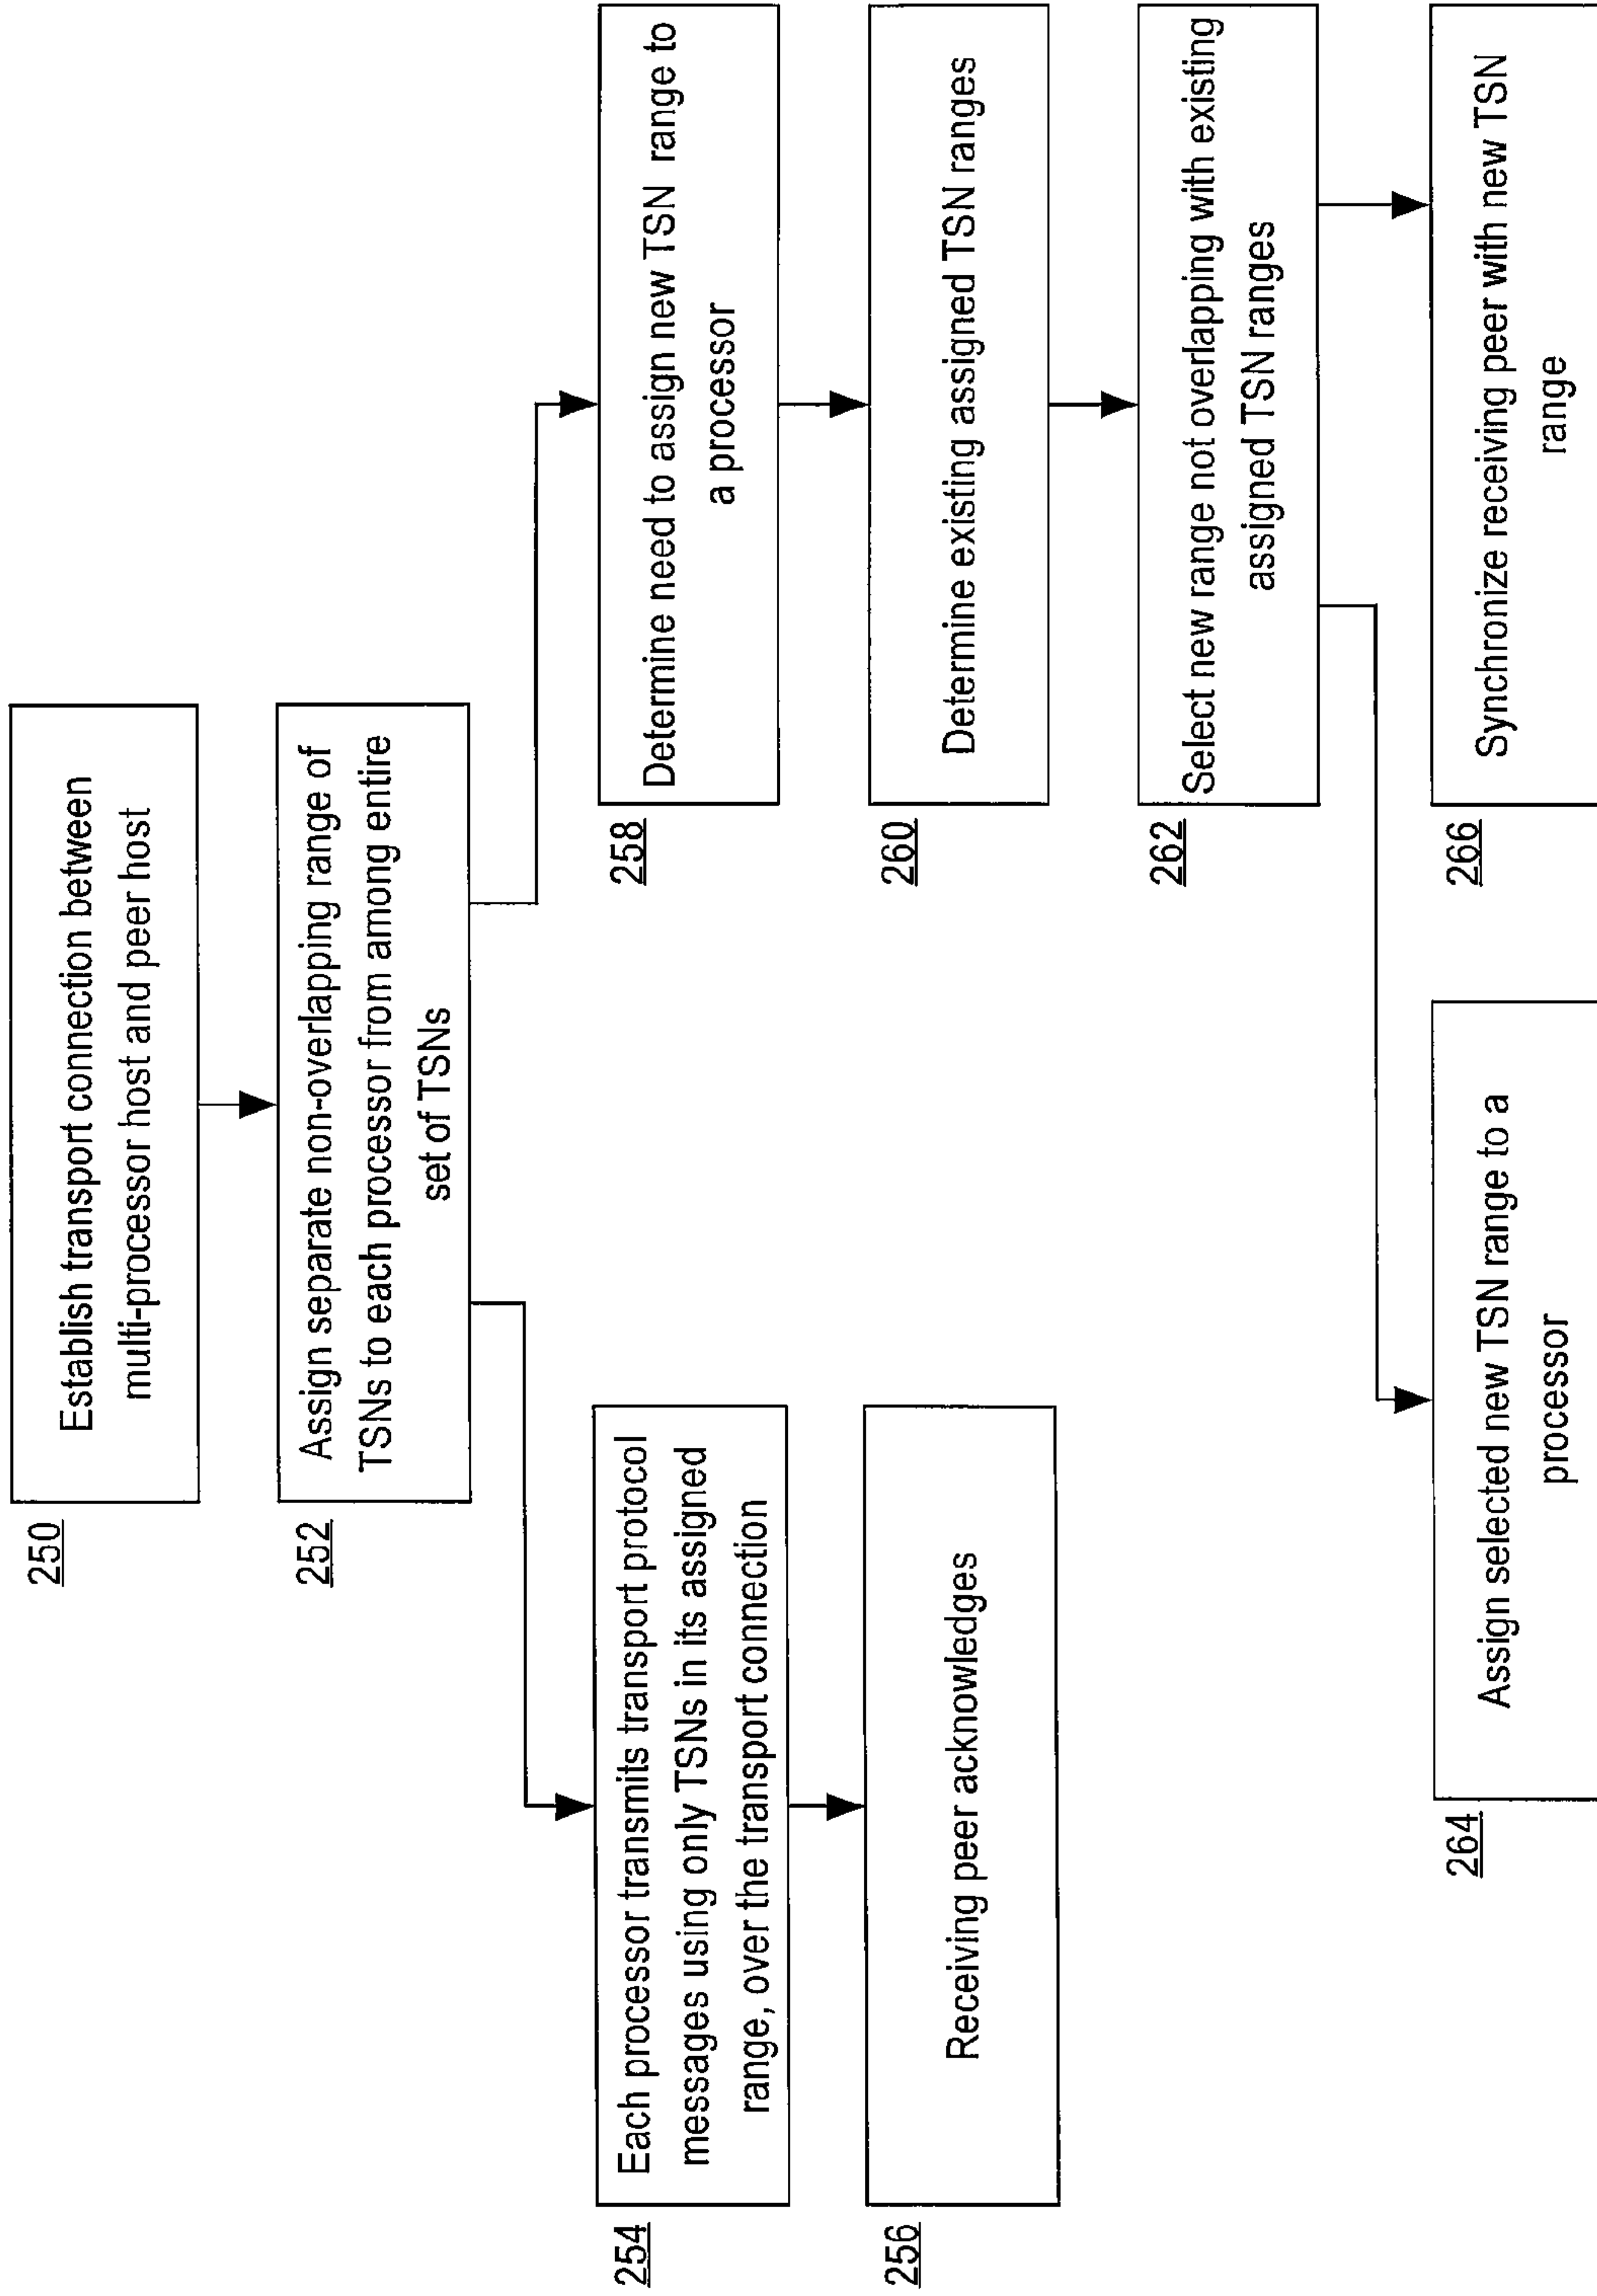 250
Establish transport connection between
multi-processor host and peer host
252
Assign separate non-overlapping range of
TSNs to each processor from among entire
set of TSNs
254
Each processor transmits transport protocol
messages using only TSNs in its assigned
range, over the transport connection
256
Receiving peer acknowledges
258
Determine need to assign new TSN range to
a processor
260
Determine existing assigned TSN ranges
262
Select new range not overlapping with existing
assigned TSN ranges
264
Assign selected new TSN range to a
processor
266
Synchronize receiving peer with new TSN
range